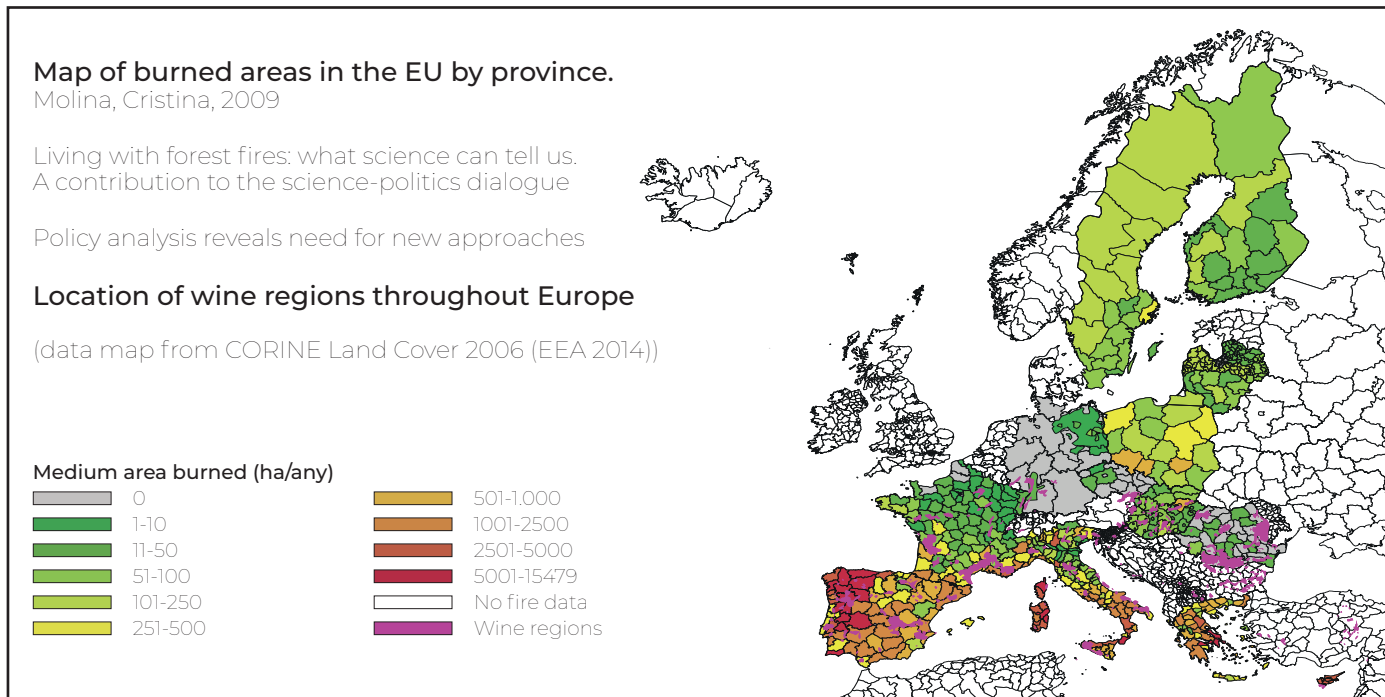 Map of burned areas in the EU by province.
Molina, Cristina, 2009
Living with forest fires: what science can tell us.
A contribution to the science-politics dialogue
Policy analysis reveals need for new approaches
Location of wine regions throughout Europe
(data map from CORINE Land Cover 2006 (EEA 2014))
Medium area burned (ha/any)
0
1-10
11-50
51-100
101-250
251-500
501-1.000
1001-2500
2501-5000
5001-15479
No fire data
Wine regions